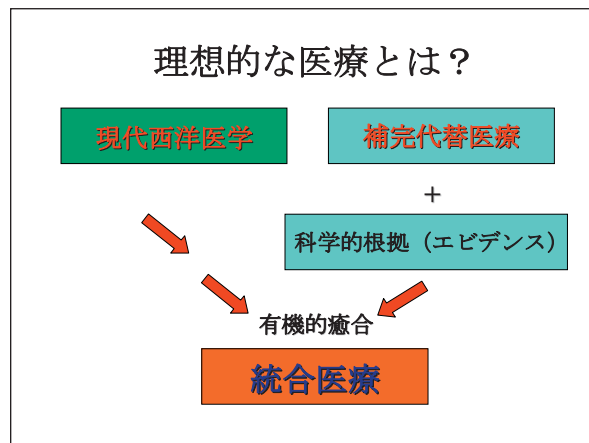 理想的な医療とは？
現代西洋医学
補完代替医療
+
科学的根拠（エビデンス）
有機的癒合
統合医療